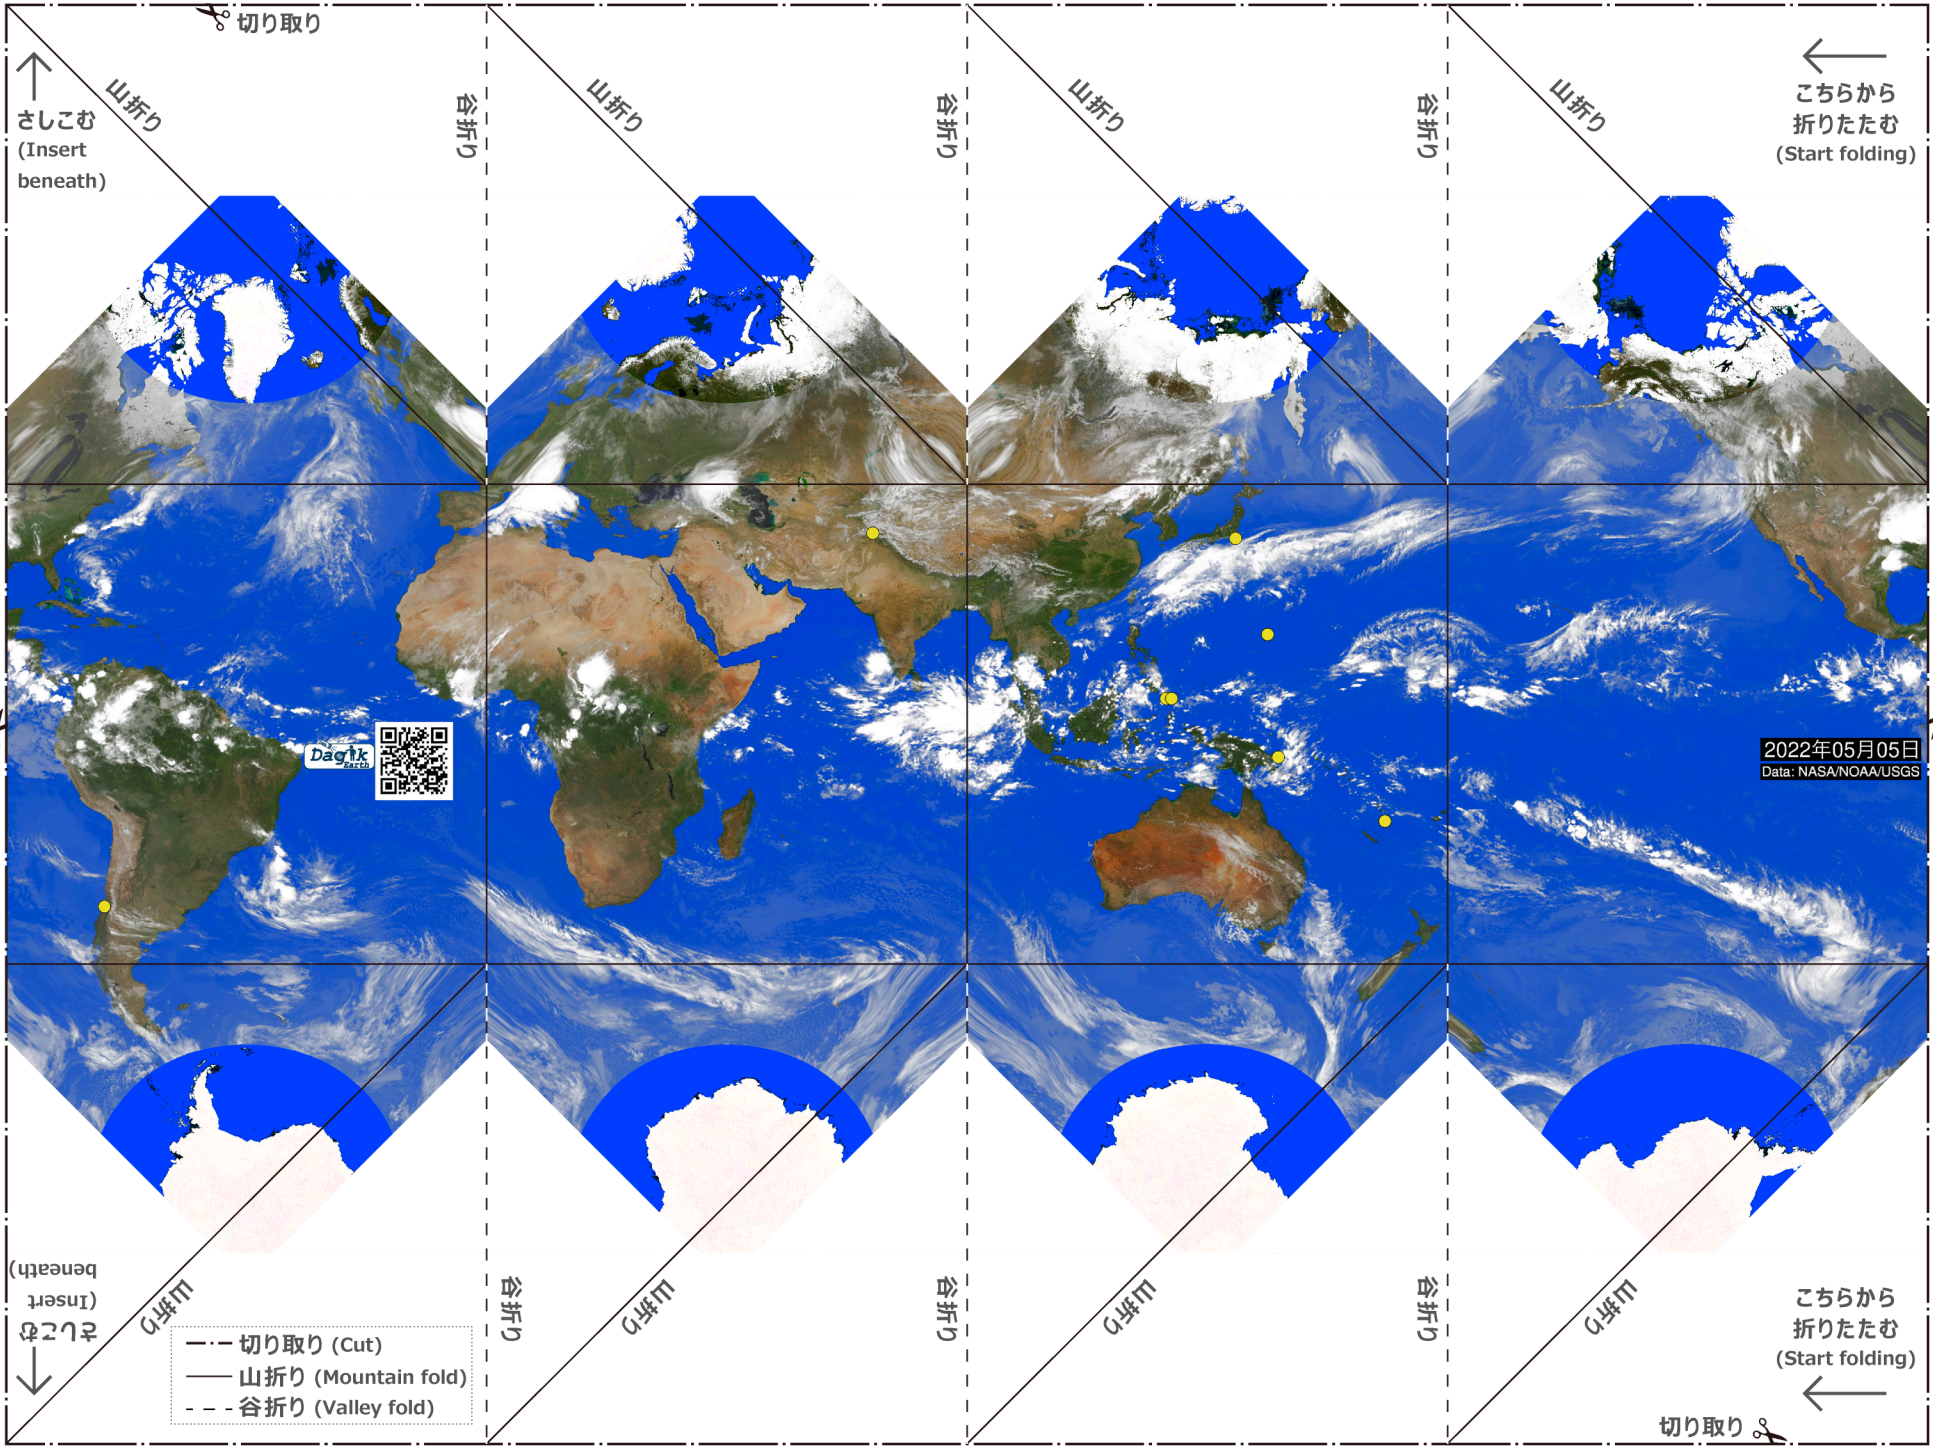 切り取り
さしこむ
(Insert
beneath)
山折り
谷折り
山折り
谷折り
山折り
谷折り
山折り
こちらから
折りたたむ
(Start folding)
Dagik
Earth
2022年05月05日
Data: NASA/NOAA/USGS
さしこむ
(Insert
beneath)
山折り
谷折り
山折り
谷折り
山折り
谷折り
山折り
こちらから
折りたたむ
(Start folding)
切り取り (Cut)
山折り (Mountain fold)
谷折り (Valley fold)
切り取り